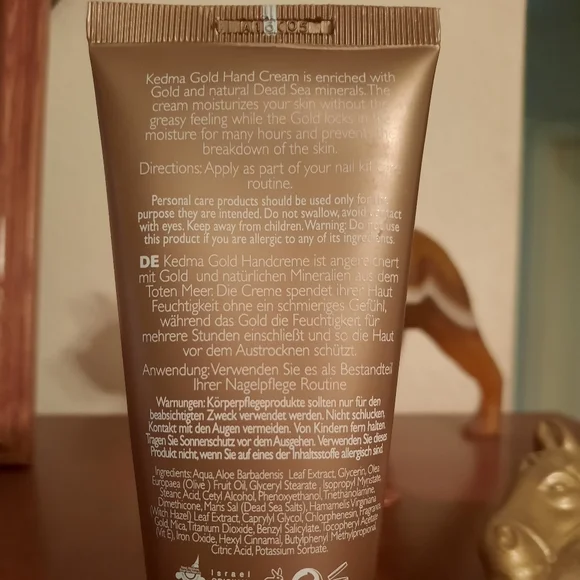 Kedma Gold Hand Cream is enriched with
Gold and natural Dead Sea minerals. The
cream moisturizes your skin without the
greasy feeling while the Gold locks in the
moisture for many hours and prevents
breakdown of the skin.
Directions: Apply as part of your nail kit
routine.
Personal care products should be used only for the
purpose they are intended. Do not swallow, avoid contact
with eyes. Keep away from children. Warning: Do not use
this product if you are allergic to any of its ingredients.
DE Kedma Gold Handcreme ist angereichert
mit Gold und natürlichen Mineralien aus dem
Toten Meer. Die Creme spendet ihrer Haut
Feuchtigkeit ohne ein schmieriges Gefühl,
während das Gold die Feuchtigkeit für
mehrere Stunden einschließt und so die Haut
vor dem Austrocknen schützt.
Anwendung: Verwenden Sie es als Bestandteil
Ihrer Nagelpflege Routine
Warnungen: Körperpflegeprodukte sollten nur für den
beabsichtigten Zweck verwendet werden. Nicht schlucken,
Kontakt mit den Augen vermeiden. Von Kindern fern halten.
Tragen Sie Sonnenschutz vor dem Ausgehen. Verwenden Sie dieses
Produkt nicht, wenn Sie auf eines der Inhaltsstoffe allergisch sind
Ingredients: Aqua, Aloe Barbadensis Leaf Extract, Glycerin, Olea
Europaea (Olive) Fruit Oil, Glyceryl Stearate, Isopropyl Myristate,
Stearic Acid, Cetyl Alcohol, Phenoxyethanol, Triethanolamine,
Dimethicone, Maris Sal (Dead Sea Salts), Hamamelis Virginiana
(Witch Hazel) Leaf Extract, Caprylyl Glycol, Chlorphenesin, Fragrance,
Gold, Mica, Titanium Dioxide, Benzyl Salicylate, Tocopheryl Acetate
(Vit E), Iron Oxide, Hexyl Cinnamal, Butylphenyl Methylpropional,
Citric Acid, Potassium Sorbate.
Israel